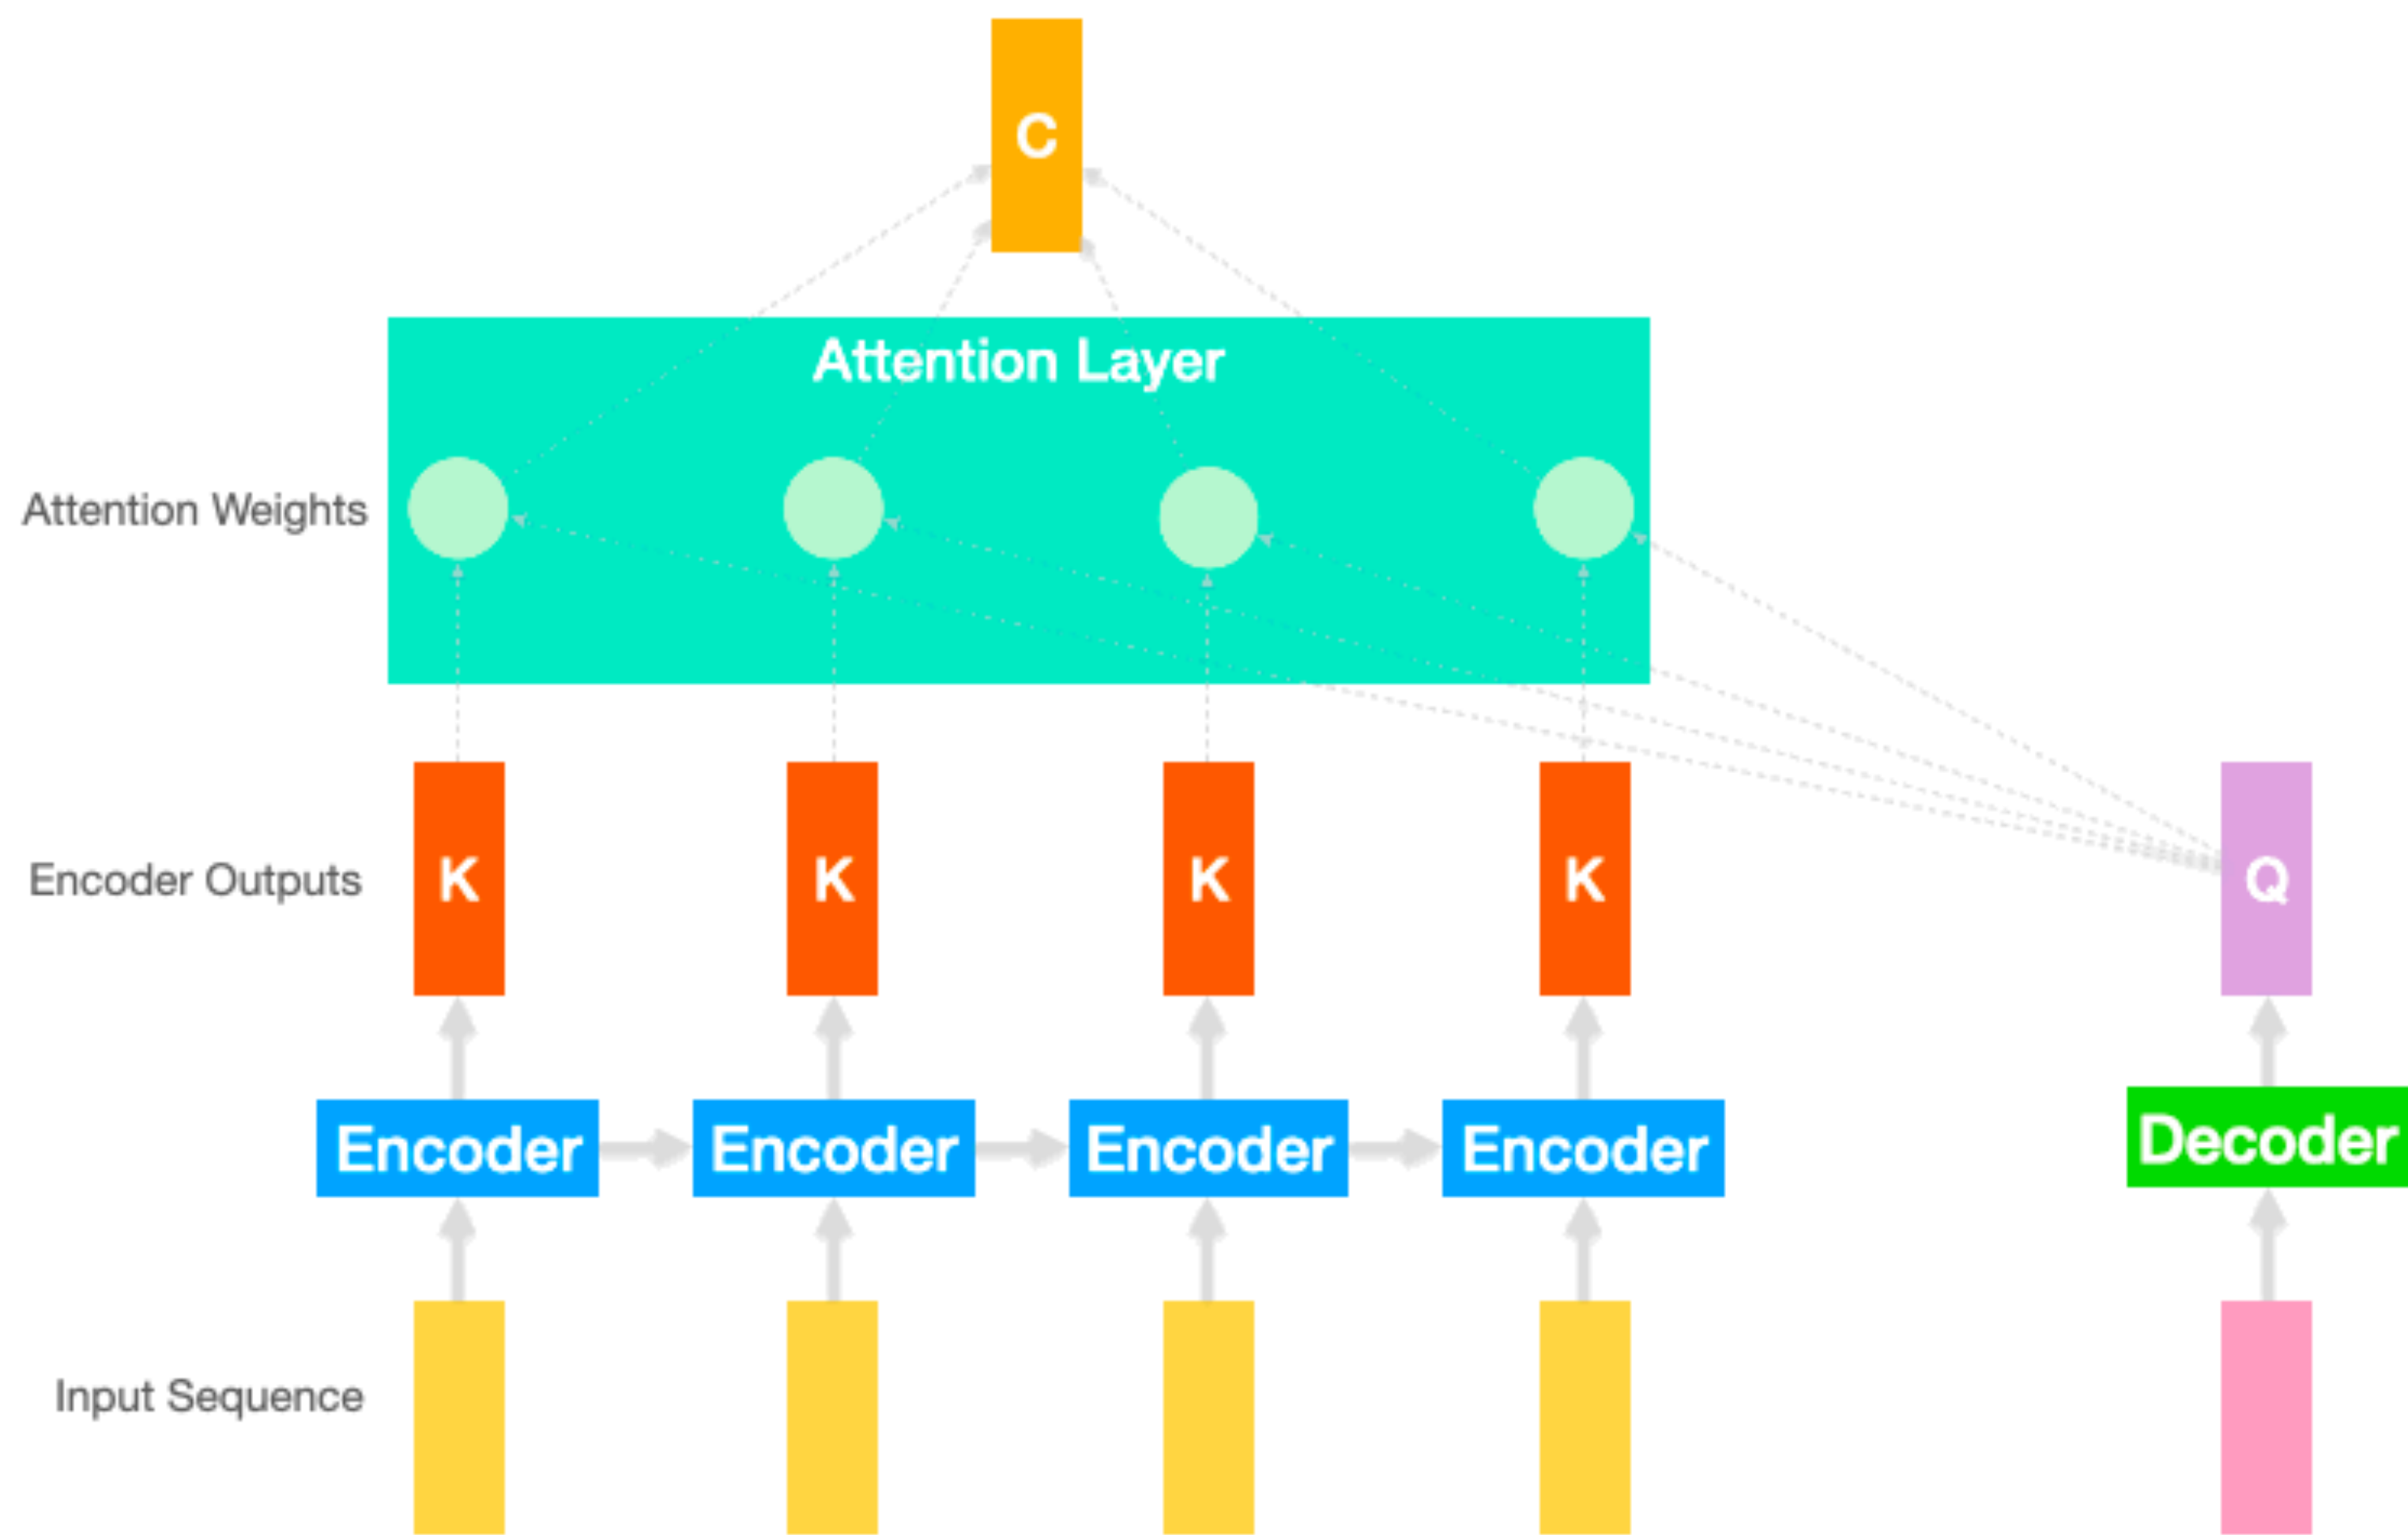 C
Attention Layer
Attention Weights
Encoder Outputs
K
K
K
K
Q
Encoder
Encoder
Encoder
Encoder
Decoder
Input Sequence